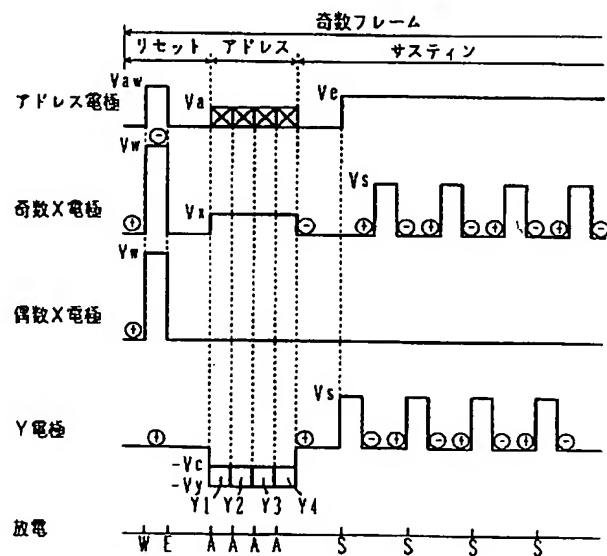 奇数フレーム
リセット アドレス サスティン
アドレス電極 Vaw Va Ve
⊖
奇数X電極 Vw Vx Vs
⊕ ⊖ ⊕ ⊖ ⊕ ⊖ ⊕ ⊖ ⊕ ⊖
偶数X電極 Vw
⊕
Y電極 Vs
⊕ ⊕ ⊖ ⊕ ⊖ ⊕ ⊖ ⊕ ⊖
-Vc
-Vy
Y1 Y2 Y3 Y4
放電 W E A A A A S S S S